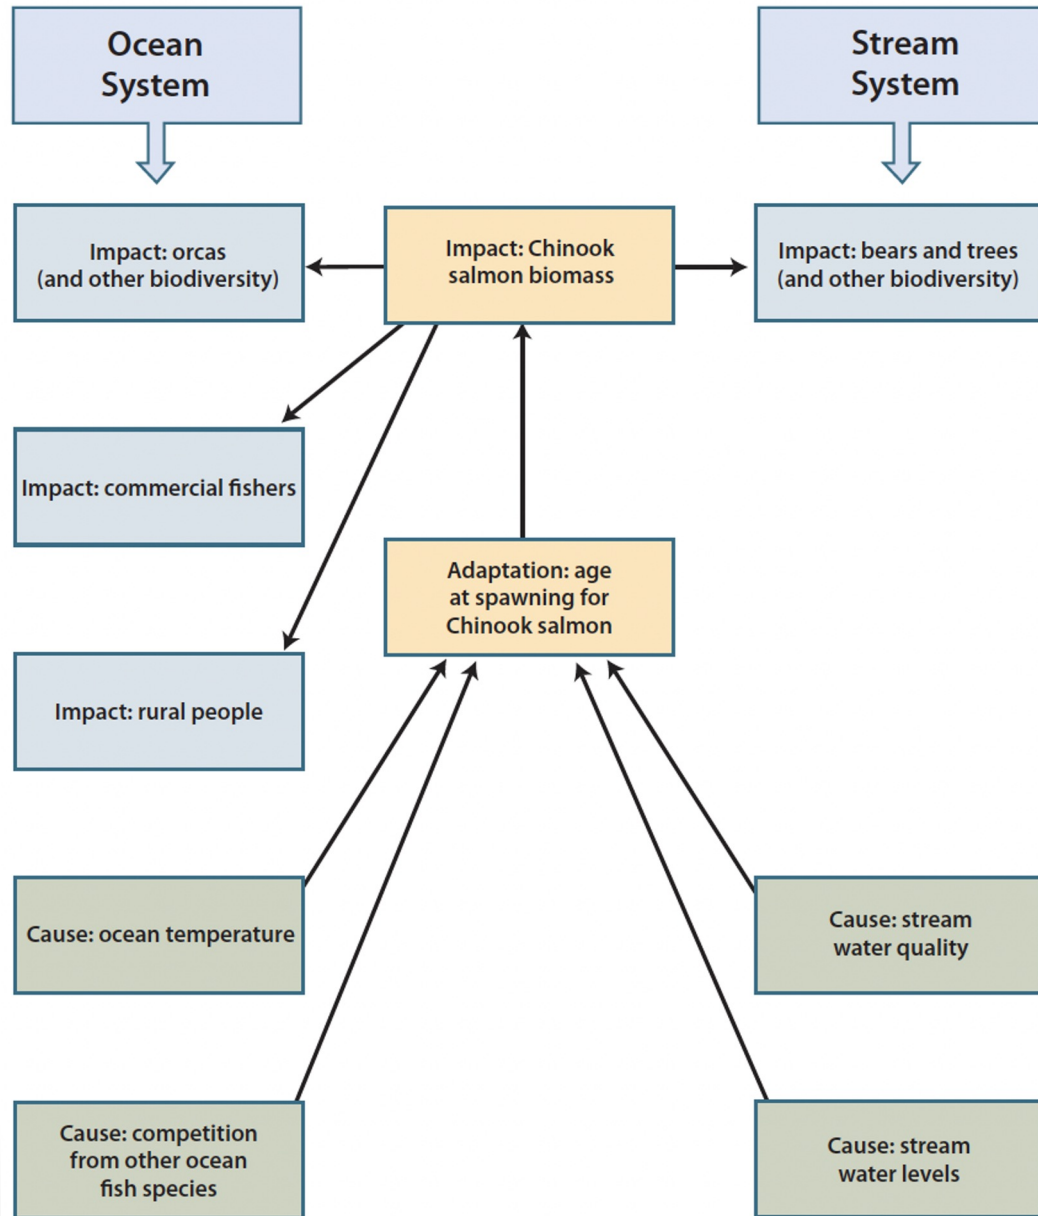 Ocean
System
Stream
System
Impact: orcas
(and other biodiversity)
Impact: Chinook
salmon biomass
Impact: bears and trees
(and other biodiversity)
Impact: commercial fishers
Adaptation: age
at spawning for
Chinook salmon
Impact: rural people
Cause: ocean temperature
Cause: stream
water quality
Cause: competition
from other ocean
fish species
Cause: stream
water levels